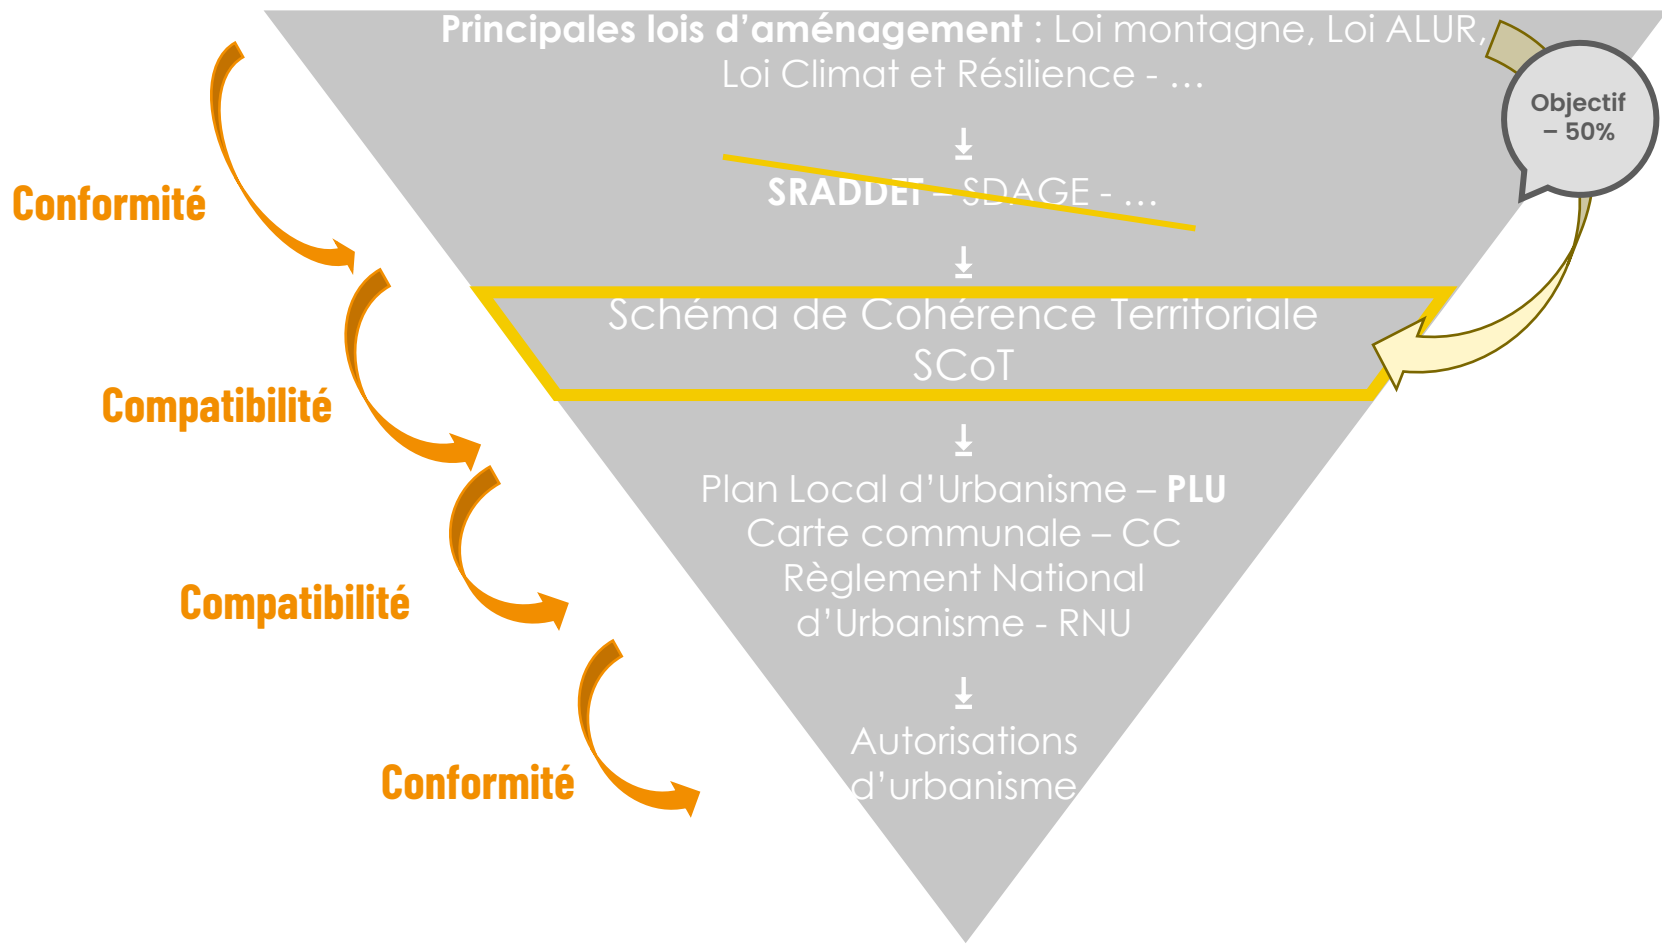 Principales lois d’aménagement : Loi montagne, Loi ALUR,
Loi Climat et Résilience - …
Objectif
– 50%
SRADDET – SDAGE - …
Conformité
Schéma de Cohérence Territoriale
SCoT
Compatibilité
Plan Local d’Urbanisme – PLU
Carte communale – CC
Règlement National
d’Urbanisme - RNU
Compatibilité
Autorisations
d’urbanisme
Conformité